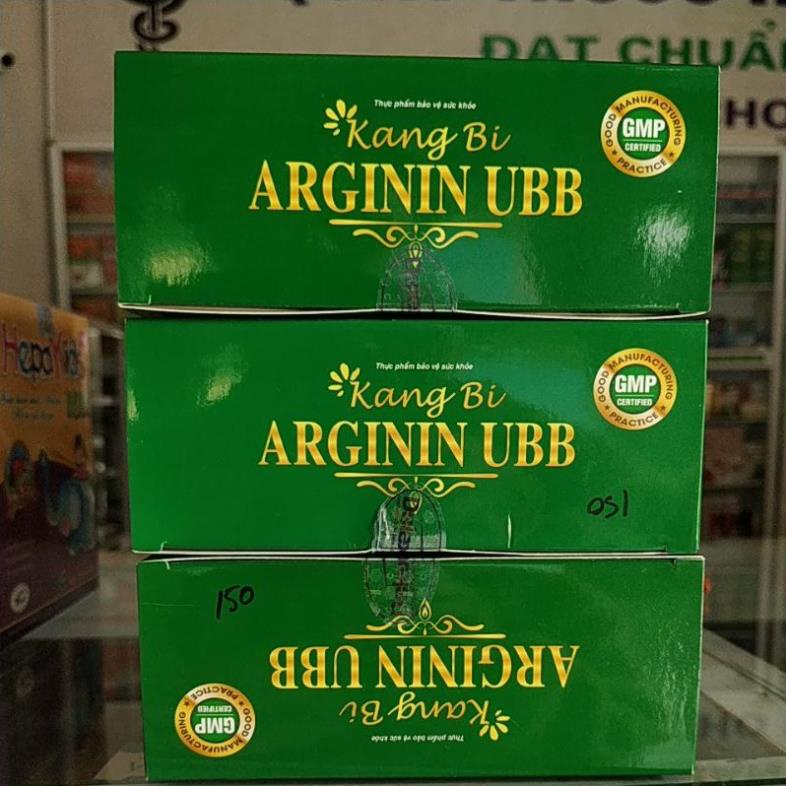 ĐẠT CHUẨ
HO
Thực phẩm bảo vệ sức khỏe
Kang Bi
ARGININ UBB
GOOD MANUFACTURING
GMP
CERTIFIED
PRACTICE
Thực phẩm bảo vệ sức khỏe
Kang Bi
ARGININ UBB
GOOD MANUFACTURING
GMP
CERTIFIED
PRACTICE
150
150
ARGININ UBB
Kang Bi
Thực phẩm bảo vệ sức khỏe
GOOD MANUFACTURING
GMP
CERTIFIED
PRACTICE